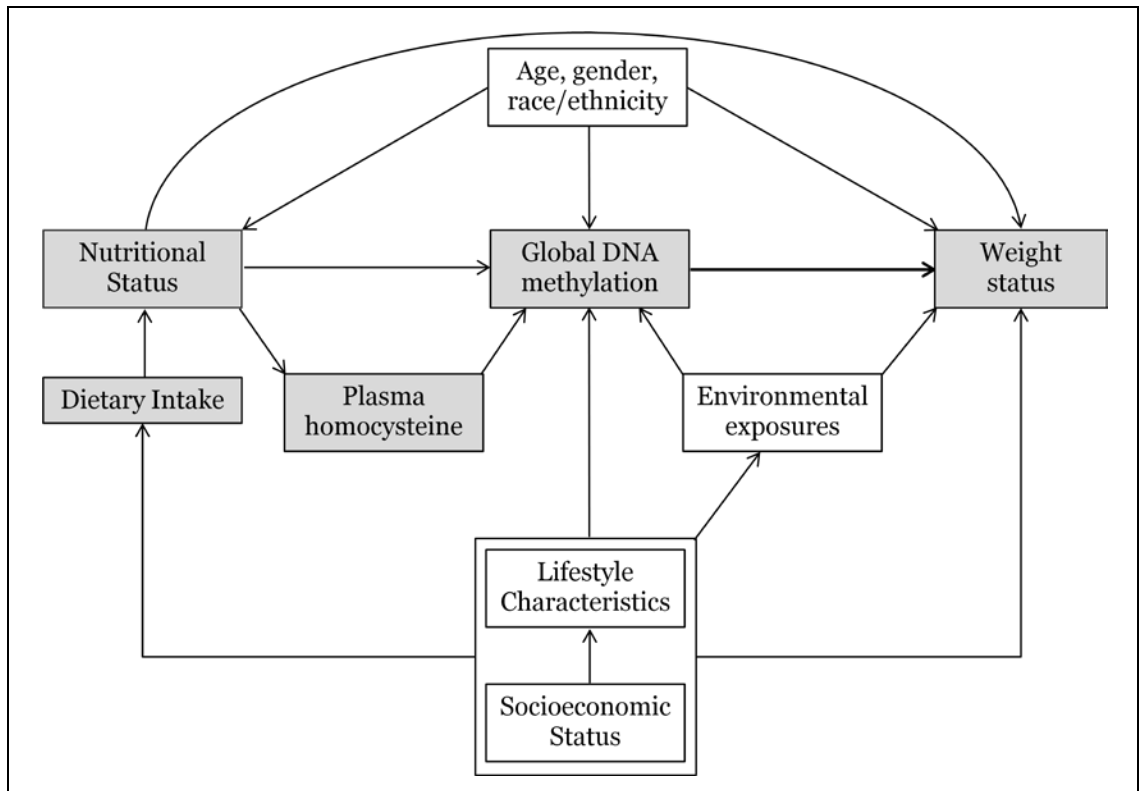 Age, gender,
race/ethnicity
Nutritional
Status
Global DNA
methylation
Weight
status
Dietary Intake
Plasma
homocysteine
Environmental
exposures
Lifestyle
Characteristics
Socioeconomic
Status